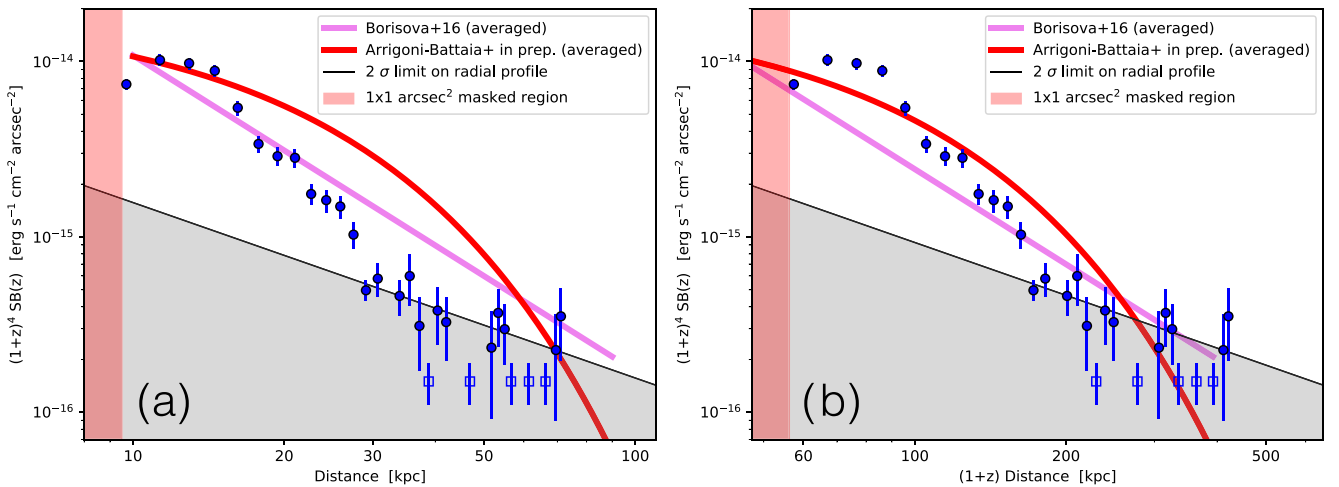 (1+z)⁴ SB(z) [erg s⁻¹ cm⁻² arcsec⁻²]
10⁻¹⁴
10⁻¹⁵
10⁻¹⁶
Borisova+16 (averaged)
Arrigoni-Battaia+ in prep. (averaged)
2 σ limit on radial profile
1x1 arcsec² masked region
(a)
10
20
30
50
100
Distance [kpc]
(1+z)⁴ SB(z) [erg s⁻¹ cm⁻² arcsec⁻²]
10⁻¹⁴
10⁻¹⁵
10⁻¹⁶
Borisova+16 (averaged)
Arrigoni-Battaia+ in prep. (averaged)
2 σ limit on radial profile
1x1 arcsec² masked region
(b)
60
100
200
500
(1+z) Distance [kpc]